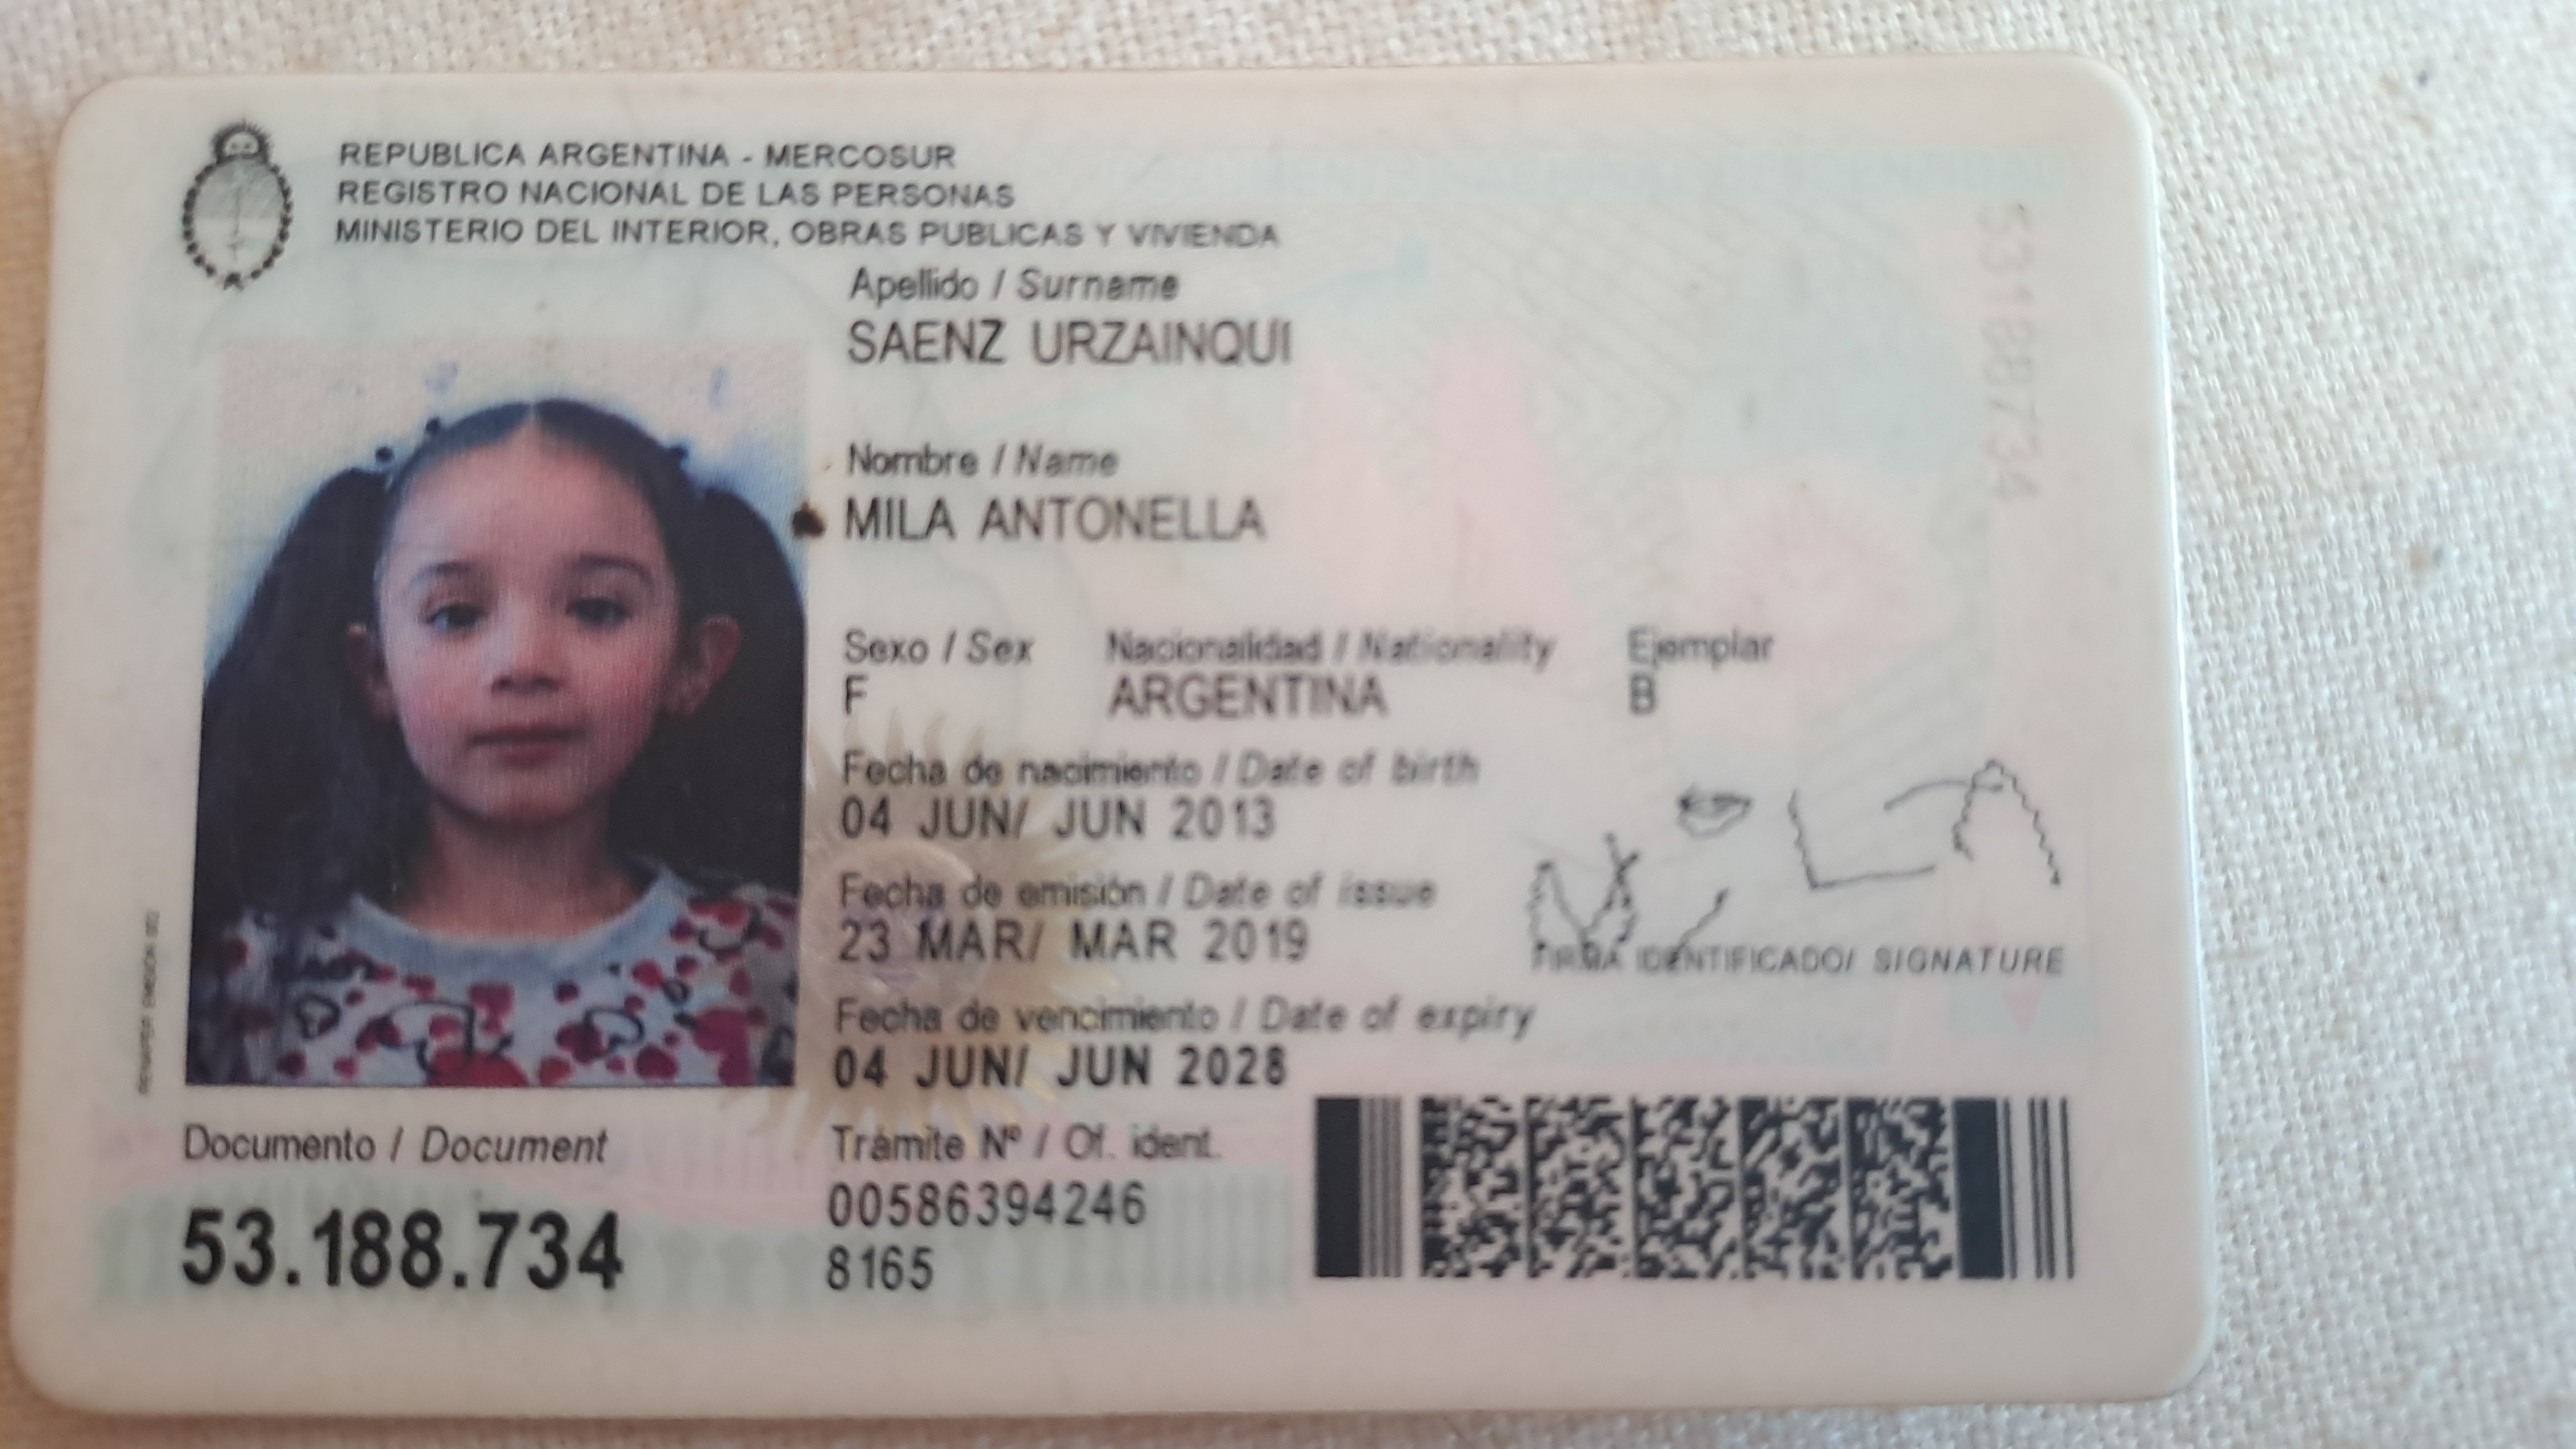 REPUBLICA ARGENTINA - MERCOSUR
REGISTRO NACIONAL DE LAS PERSONAS
MINISTERIO DEL INTERIOR, OBRAS PUBLICAS Y VIVIENDA
Apellido / Surname
SAENZ URZAINQUI
Nombre / Name
MILA ANTONELLA
Sexo / Sex Nacionalidad / Nationality Ejemplar
F ARGENTINA B
Fecha de nacimiento / Date of birth
04 JUN/ JUN 2013
Fecha de emisión / Date of issue
23 MAR/ MAR 2019
Fecha de vencimiento / Date of expiry
04 JUN/ JUN 2028
FIRMA IDENTIFICADO/ SIGNATURE
RENAPER EMISION 002
Documento / Document
53.188.734
Trámite Nº / Of. ident.
00586394246
8165
53188734